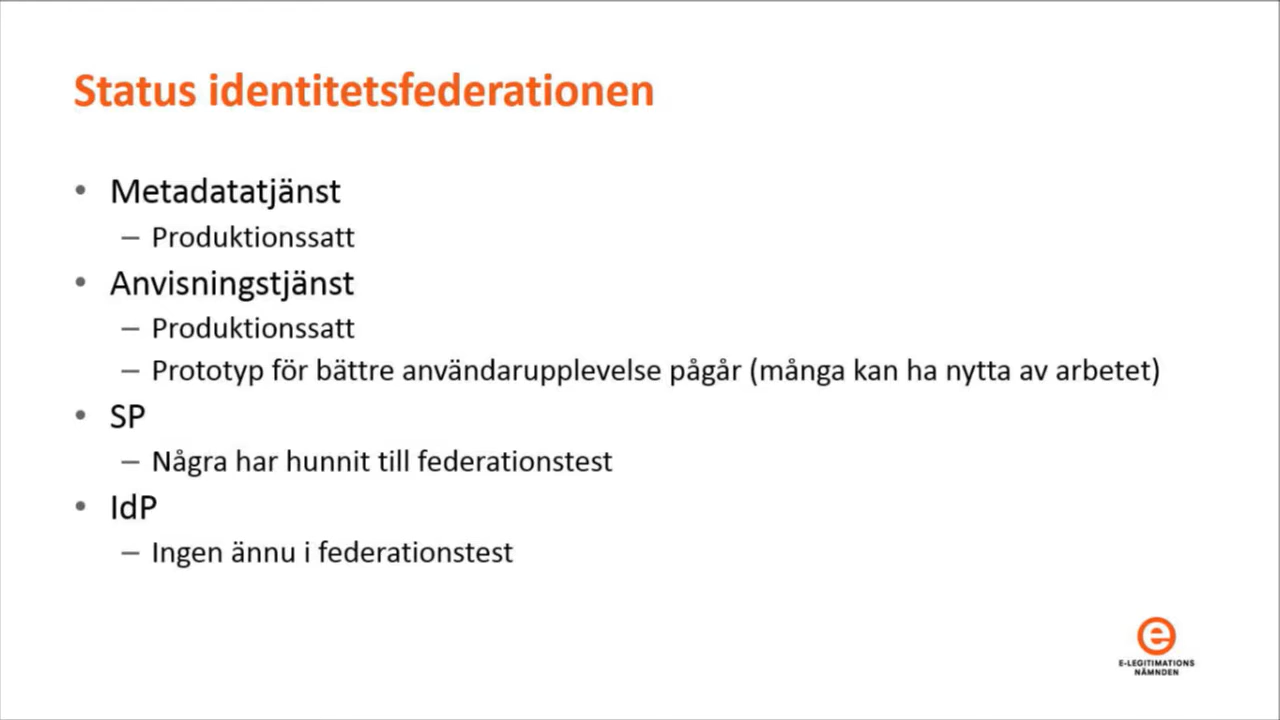 Status identitetsfederationen
• Metadatatjänst
– Produktionssatt
• Anvisningstjänst
– Produktionssatt
– Prototyp för bättre användarupplevelse pågår (många kan ha nytta av arbetet)
• SP
– Några har hunnit till federationstest
• IdP
– Ingen ännu i federationstest
e
E-LEGITIMATIONS
NÄMNDEN